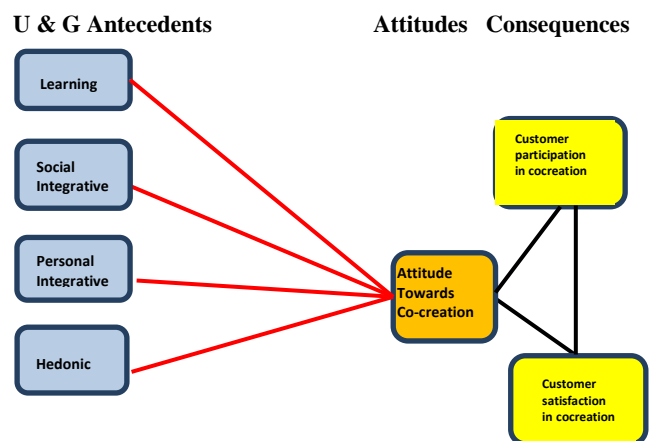 U & G Antecedents
Attitudes
Consequences
Learning
Social
Integrative
Personal
Integrative
Hedonic
Attitude
Towards
Co-creation
Customer
participation
in cocreation
Customer
satisfaction
in cocreation